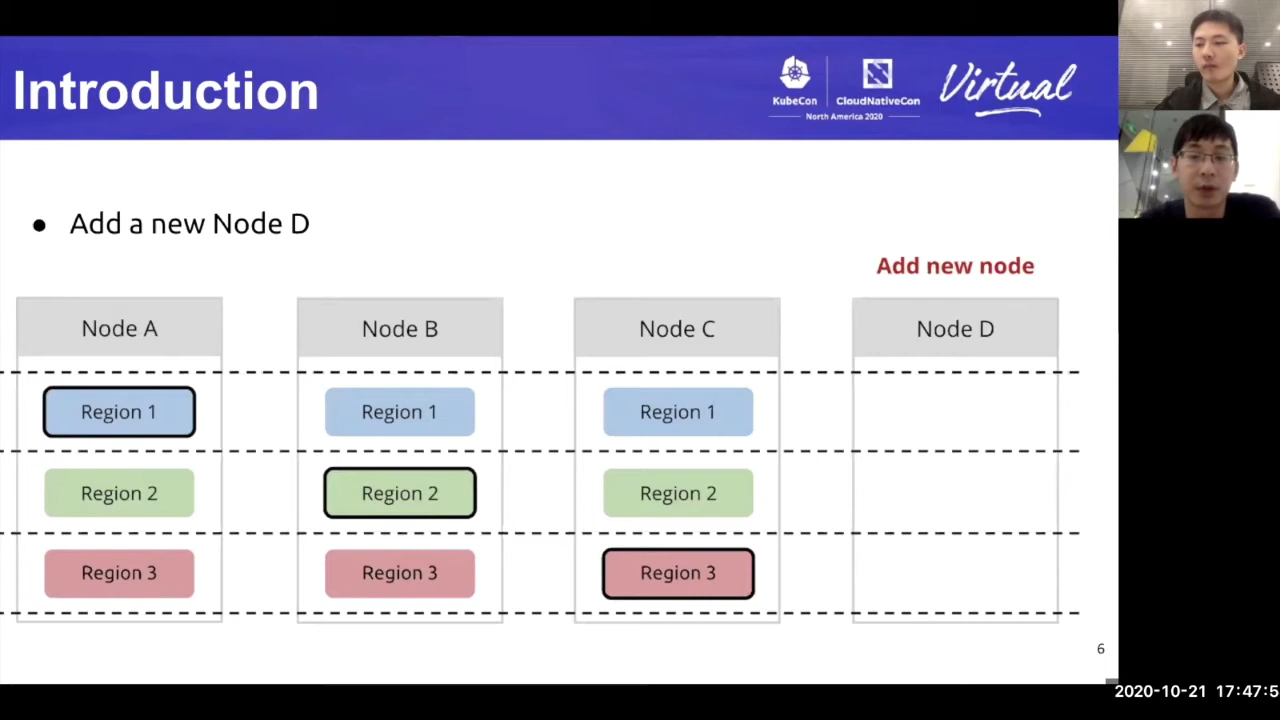 Introduction
KubeCon
CloudNativeCon
North America 2020
Virtual
● Add a new Node D
Add new node
Node A
Node B
Node C
Node D
Region 1
Region 1
Region 1
Region 2
Region 2
Region 2
Region 3
Region 3
Region 3
6
2020-10-21 17:47:5